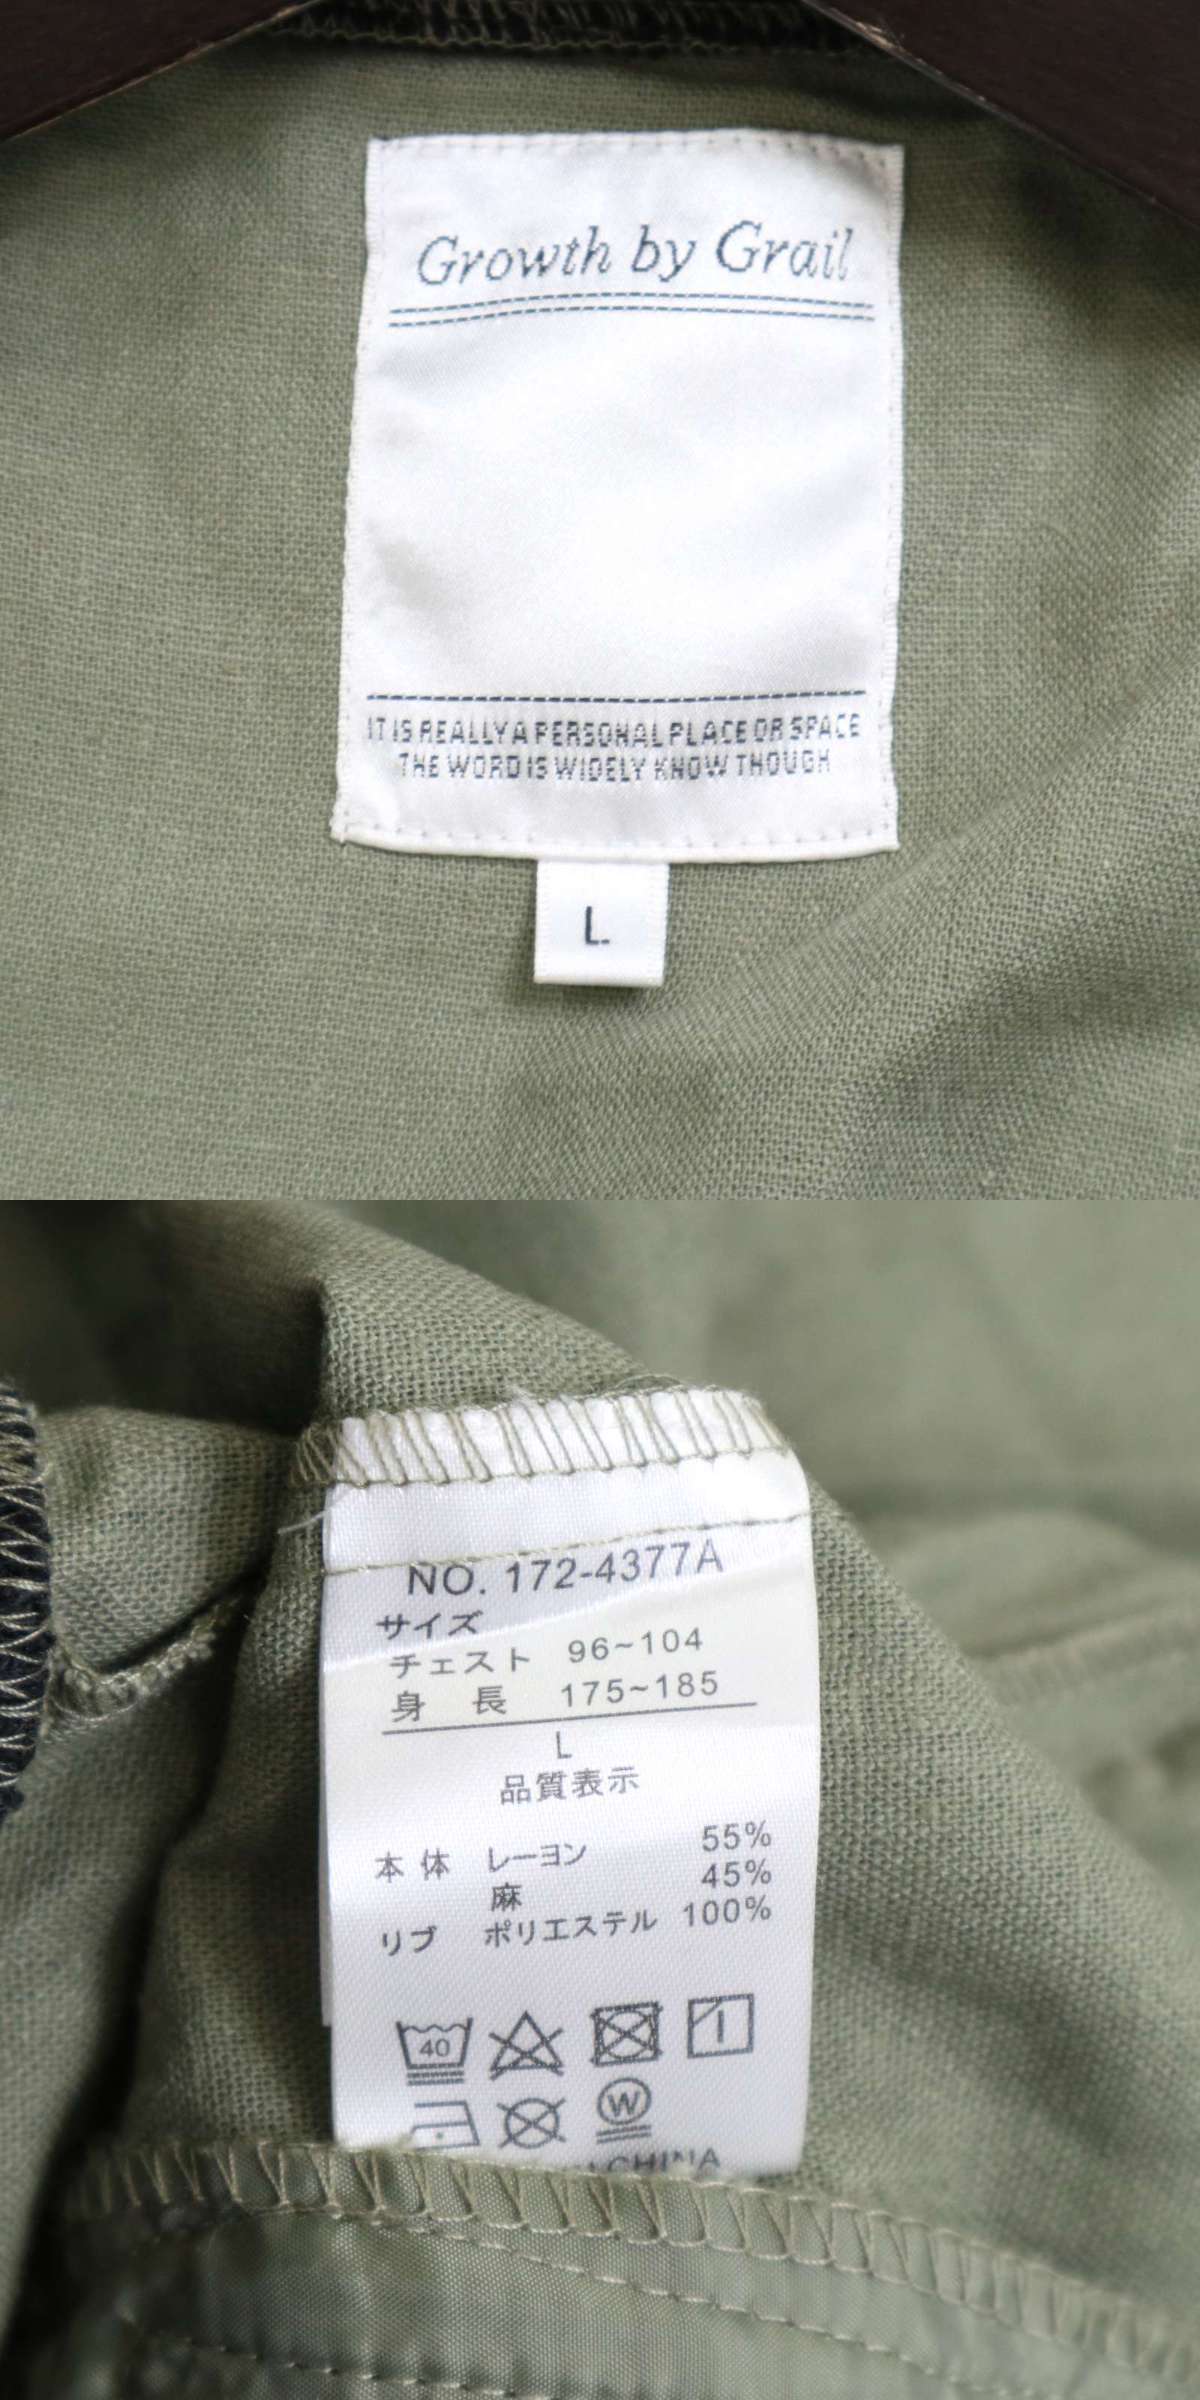 Growth by Grail
IT IS REALLY A PERSONAL PLACE OR SPACE
THE WORD IS WIDELY KNOW THOUGH
L
NO. 172-4377A
サイズ
チェスト 96~104
身 長 175~185
L
品質表示
本体 レーヨン 55%
麻 45%
リブ ポリエステル 100%
40
W
CHINA